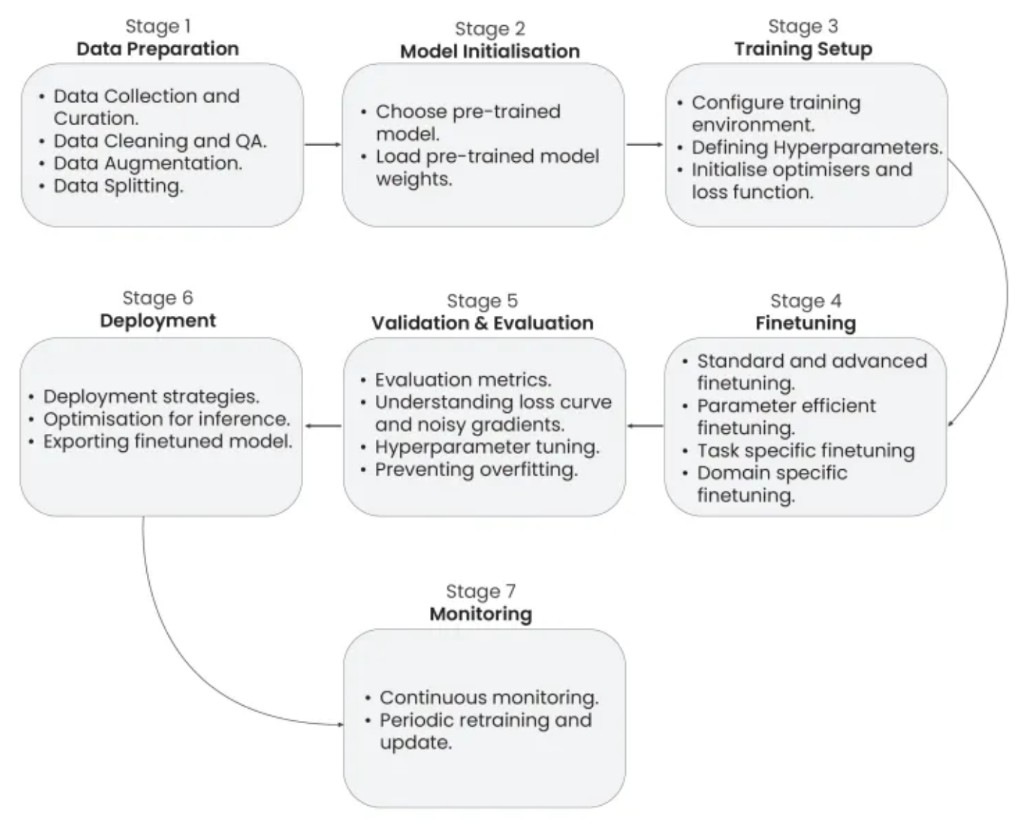 Stage 1
Data Preparation
• Data Collection and
Curation.
• Data Cleaning and QA.
• Data Augmentation.
• Data Splitting.
Stage 2
Model Initialisation
• Choose pre-trained
model.
• Load pre-trained model
weights.
Stage 3
Training Setup
• Configure training
environment.
• Defining Hyperparameters.
• Initialise optimisers and
loss function.
Stage 4
Finetuning
• Standard and advanced
finetuning.
• Parameter efficient
finetuning.
• Task specific finetuning
• Domain specific
finetuning.
Stage 5
Validation & Evaluation
• Evaluation metrics.
• Understanding loss curve
and noisy gradients.
• Hyperparameter tuning.
• Preventing overfitting.
Stage 6
Deployment
• Deployment strategies.
• Optimisation for inference.
• Exporting finetuned model.
Stage 7
Monitoring
• Continuous monitoring.
• Periodic retraining and
update.